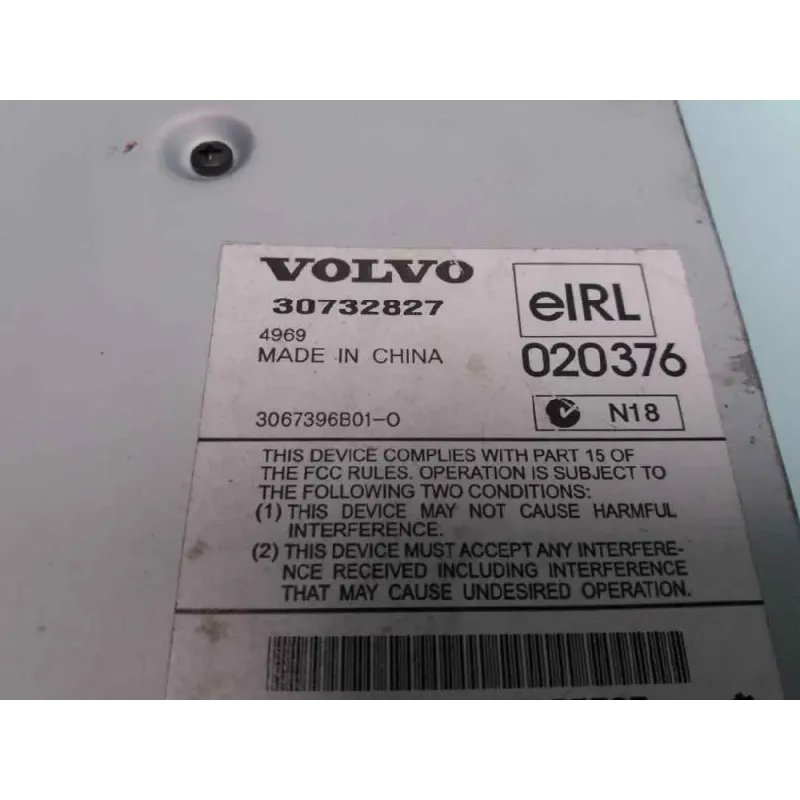 VOLVO
30732827
4969
MADE IN CHINA
eIRL
020376
3067396B01-O
N18
THIS DEVICE COMPLIES WITH PART 15 OF
THE FCC RULES. OPERATION IS SUBJECT TO
THE FOLLOWING TWO CONDITIONS:
(1) THIS DEVICE MAY NOT CAUSE HARMFUL
INTERFERENCE.
(2) THIS DEVICE MUST ACCEPT ANY INTERFERE-
NCE RECEIVED INCLUDING INTERFERENCE
THAT MAY CAUSE UNDESIRED OPERATION.